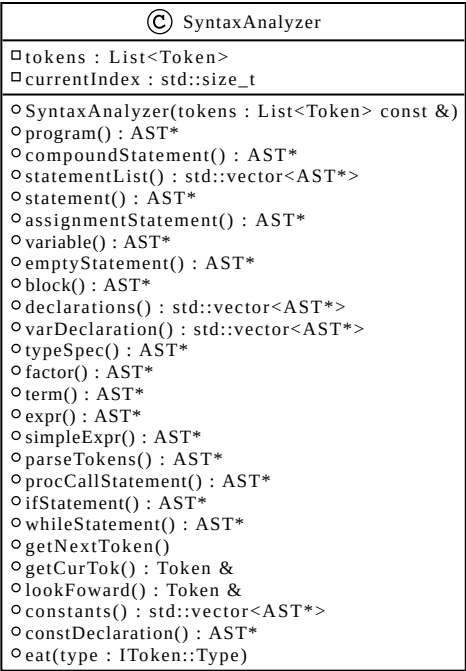 C SyntaxAnalyzer
tokens : List<Token>
currentIndex : std::size_t
SyntaxAnalyzer(tokens : List<Token> const &)
program() : AST*
compoundStatement() : AST*
statementList() : std::vector<AST*>
statement() : AST*
assignmentStatement() : AST*
variable() : AST*
emptyStatement() : AST*
block() : AST*
declarations() : std::vector<AST*>
varDeclaration() : std::vector<AST*>
typeSpec() : AST*
factor() : AST*
term() : AST*
expr() : AST*
simpleExpr() : AST*
parseTokens() : AST*
procCallStatement() : AST*
ifStatement() : AST*
whileStatement() : AST*
getNextToken()
getCurTok() : Token &
lookFoward() : Token &
constants() : std::vector<AST*>
constDeclaration() : AST*
eat(type : IToken::Type)